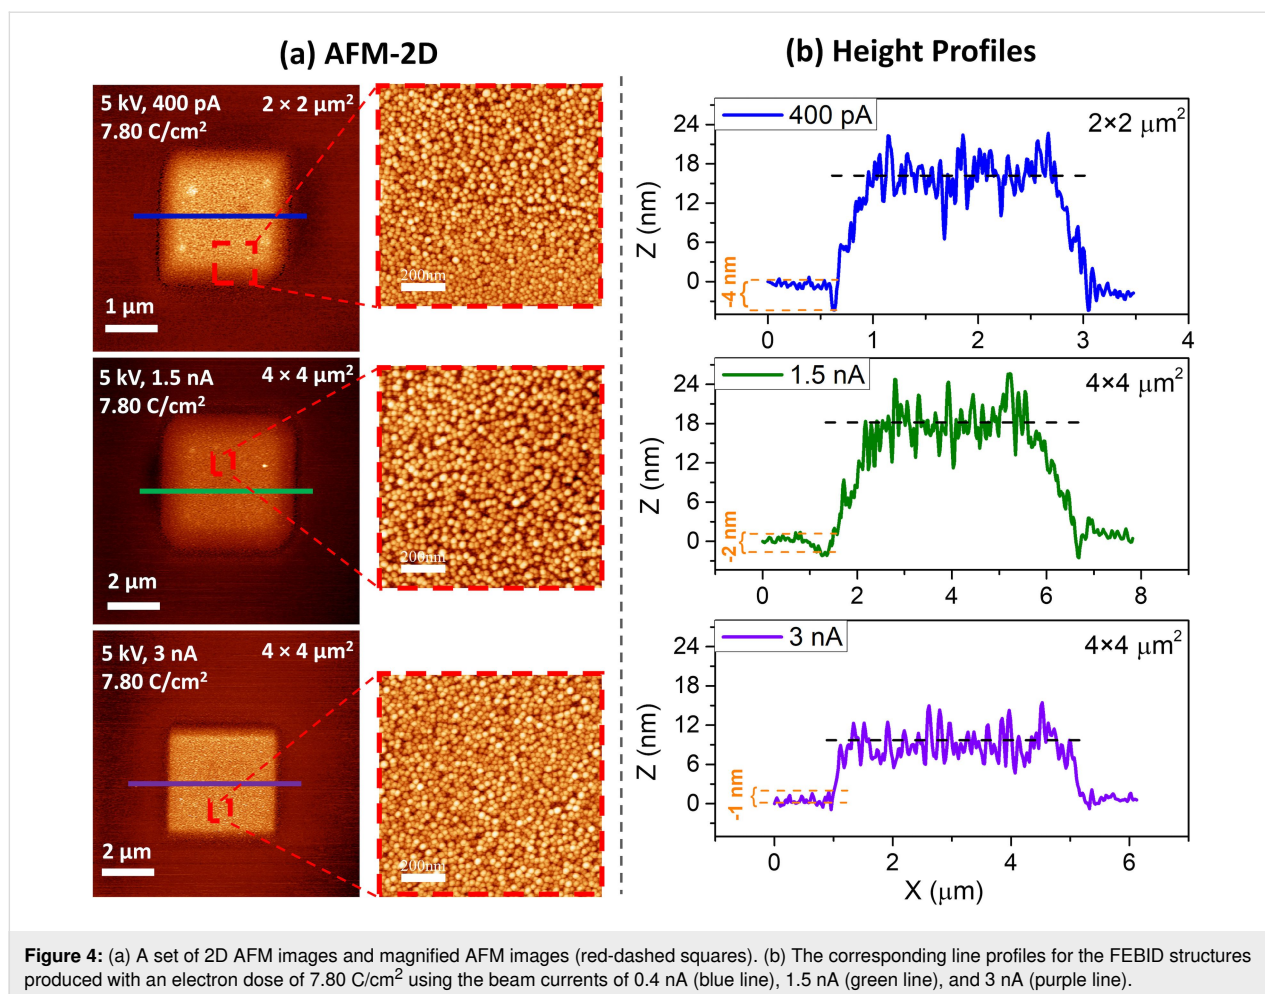 (a) AFM-2D
5 kV, 400 pA 2 × 2 µm²
7.80 C/cm²
1 µm
200nm
5 kV, 1.5 nA 4 × 4 µm²
7.80 C/cm²
2 µm
200nm
5 kV, 3 nA 4 × 4 µm²
7.80 C/cm²
2 µm
200nm
(b) Height Profiles
400 pA 2×2 µm²
Z (nm)
24
18
12
6
0
-4 nm
0 1 2 3 4
1.5 nA 4×4 µm²
Z (nm)
24
18
12
6
0
-2 nm
0 2 4 6 8
3 nA 4×4 µm²
Z (nm)
24
18
12
6
0
-1 nm
0 2 4 6
X (µm)
Figure 4: (a) A set of 2D AFM images and magnified AFM images (red-dashed squares). (b) The corresponding line profiles for the FEBID structures
produced with an electron dose of 7.80 C/cm² using the beam currents of 0.4 nA (blue line), 1.5 nA (green line), and 3 nA (purple line).